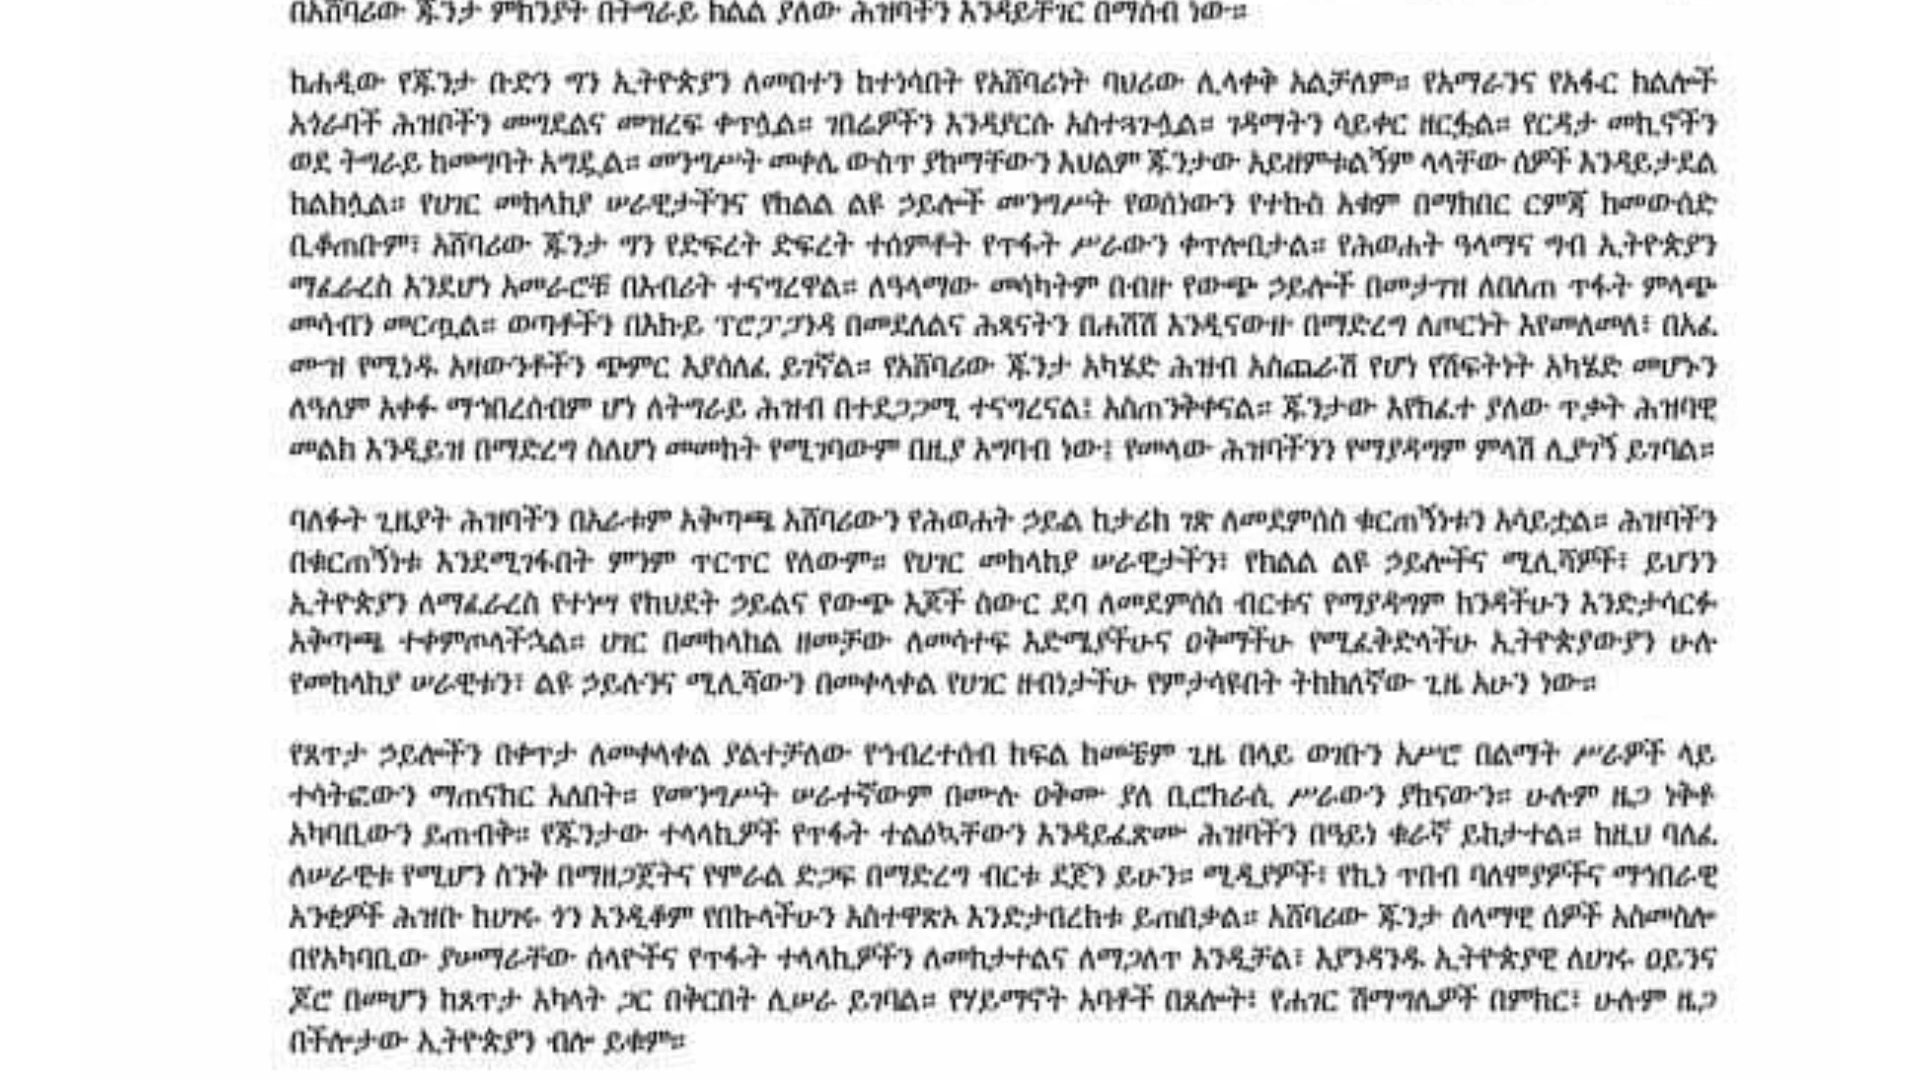 በአሸባሪው ጁንታ ምክንያት በትግራይ ክልል ያለው ሕዝባችን እንዳይቸገር በማሰብ ነው።
ከሐዲው የጁንታ ቡድን ግን ኢትዮጵያን ለመበተን ከተነሳበት የአሸባሪነት ባህሪው ሊላቀቅ አልቻለም። የአማራንና የአፋር ክልሎች
አጎራባች ሕዝቦችን መግደልና መዝረፍ ቀጥሏል። ገበሬዎችን እንዳያርሱ አስተጓጉሏል። ገዳማትን ሳይቀር ዘርፏል። የርዳታ መኪኖችን
ወደ ትግራይ ከመግባት አግዷል። መንግሥት መቀሌ ውስጥ ያከማቸውን እህልም ጁንታው አይዘምቱልኝም ላላቸው ሰዎች እንዳይታደል
ከልክሏል። የሀገር መከላከያ ሠራዊታችንና የክልል ልዩ ኃይሎች መንግሥት የወሰነውን የተኩስ አቁም በማክበር ርምጃ ከመውሰድ
ቢቆጠቡም፣ አሸባሪው ጁንታ ግን የድፍረት ድፍረት ተሰምቶት የጥፋት ሥራውን ቀጥሎበታል። የሕወሐት ዓላማና ግብ ኢትዮጵያን
ማፈራረስ እንደሆነ አመራሮቹ በእብሪት ተናግረዋል። ለዓላማው መሳካትም በብዙ የውጭ ኃይሎች በመታገዝ ለበለጠ ጥፋት ምላጭ
መሳብን መርጧል። ወጣቶችን በእኩይ ፕሮፓጋንዳ በመደለልና ሕጻናትን በሐሺሽ እንዲናውዙ በማድረግ ለጦርነት እየመለመለ፣ በአፈ
ሙዝ የሚነዱ አዛውንቶችን ጭምር እያሰለፈ ይገኛል። የአሸባሪው ጁንታ አካሄድ ሕዝብ አስጨራሽ የሆነ የሽፍትነት አካሄድ መሆኑን
ለዓለም አቀፉ ማኅበረሰብም ሆነ ለትግራይ ሕዝብ በተደጋጋሚ ተናግረናል፤ አስጠንቅቀናል። ጁንታው እየከፈተ ያለው ጥቃት ሕዝባዊ
መልክ እንዲይዝ በማድረግ ስለሆነ መመከት የሚገባውም በዚያ አግባብ ነው፤ የመላው ሕዝባችንን የማያዳግም ምላሽ ሊያገኝ ይገባል።
ባለፉት ጊዜያት ሕዝባችን በአራቱም አቅጣጫ አሸባሪውን የሕወሐት ኃይል ከታሪክ ገጽ ለመደምሰስ ቁርጠኝነቱን አሳይቷል። ሕዝባችን
በቁርጠኝነቱ እንደሚገፋበት ምንም ጥርጥር የለውም። የሀገር መከላከያ ሠራዊታችን፣ የክልል ልዩ ኃይሎችና ሚሊሻዎች፣ ይህንን
ኢትዮጵያን ለማፈራረስ የተነሣ የክህደት ኃይልና የውጭ እጆች ስውር ደባ ለመደምሰስ ብርቱና የማያዳግም ክንዳችሁን እንድታሳርፉ
አቅጣጫ ተቀምጦላችኋል። ሀገር በመከላከል ዘመቻው ለመሳተፍ እድሜያችሁና ዐቅማችሁ የሚፈቅድላችሁ ኢትዮጵያውያን ሁሉ
የመከላከያ ሠራዊቱን፣ ልዩ ኃይሉንና ሚሊሻውን በመቀላቀል የሀገር ዘብነታችሁ የምታሳዩበት ትክክለኛው ጊዜ አሁን ነው።
የጸጥታ ኃይሎችን በቀጥታ ለመቀላቀል ያልተቻለው የኅብረተሰብ ክፍል ከመቼም ጊዜ በላይ ወገቡን አሥሮ በልማት ሥራዎች ላይ
ተሳትፎውን ማጠናከር አለበት። የመንግሥት ሠራተኛውም በሙሉ ዐቅሙ ያለ ቢሮክራሲ ሥራውን ያከናውን። ሁሉም ዜጋ ነቅቶ
አካባቢውን ይጠብቅ። የጁንታው ተላላኪዎች የጥፋት ተልዕኳቸውን እንዳይፈጽሙ ሕዝባችን በዓይነ ቁራኛ ይከታተል። ከዚህ ባለፈ
ለሠራዊቱ የሚሆን ስንቅ በማዘጋጀትና የሞራል ድጋፍ በማድረግ ብርቱ ደጀን ይሁን። ሚዲያዎች፣ የኪነ ጥበብ ባለሞያዎችና ማኅበራዊ
አንቂዎች ሕዝቡ ከሀገሩ ጎን እንዲቆም የበኩላችሁን አስተዋጽኦ እንድታበረክቱ ይጠበቃል። አሸባሪው ጁንታ ሰላማዊ ሰዎች አስመስሎ
በየአካባቢው ያሠማራቸው ሰላዮችና የጥፋት ተላላኪዎችን ለመከታተልና ለማጋለጥ እንዲቻል፣ እያንዳንዱ ኢትዮጵያዊ ለሀገሩ ዐይንና
ጆሮ በመሆን ከጸጥታ አካላት ጋር በቅርበት ሊሠራ ይገባል። የሃይማኖት አባቶች በጸሎት፣ የሐገር ሽማግሌዎች በምክር፣ ሁሉም ዜጋ
በችሎታው ኢትዮጵያን ብሎ ይቁም።